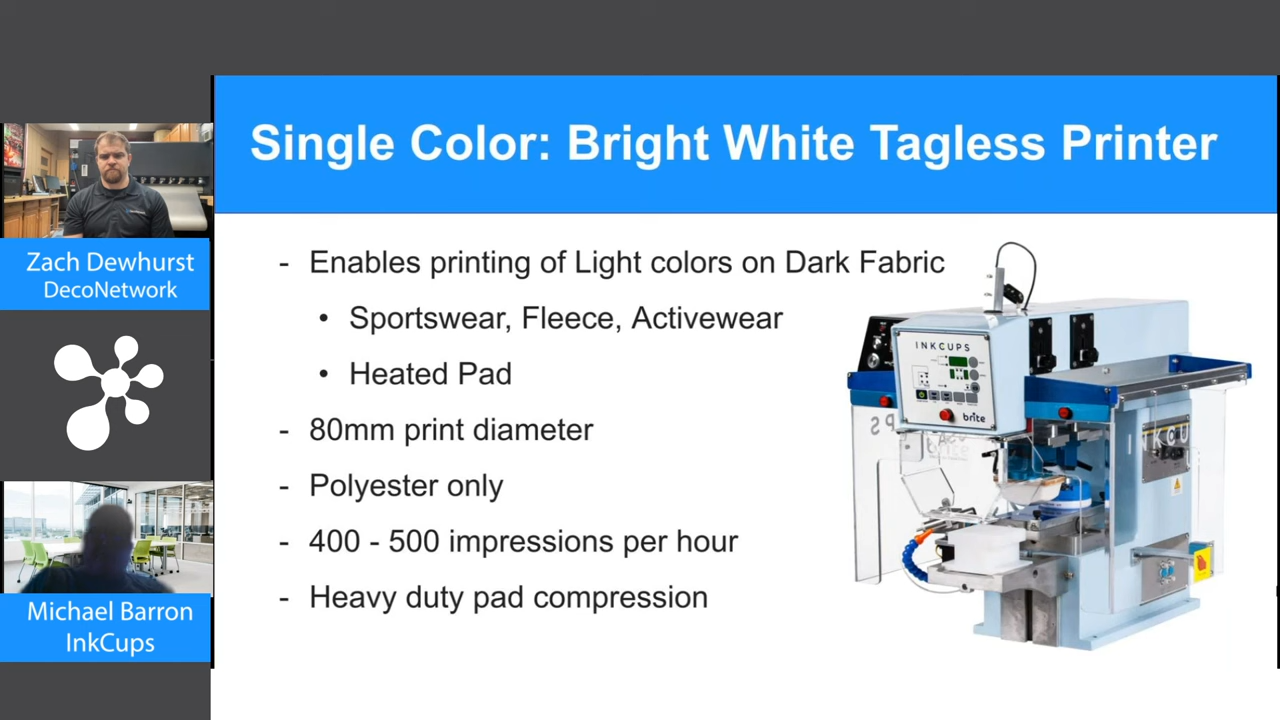 Single Color: Bright White Tagless Printer
Zach Dewhurst
DecoNetwork
- Enables printing of Light colors on Dark Fabric
• Sportswear, Fleece, Activewear
• Heated Pad
- 80mm print diameter
- Polyester only
- 400 - 500 impressions per hour
- Heavy duty pad compression
INKCUPS
brite
Michael Barron
InkCups